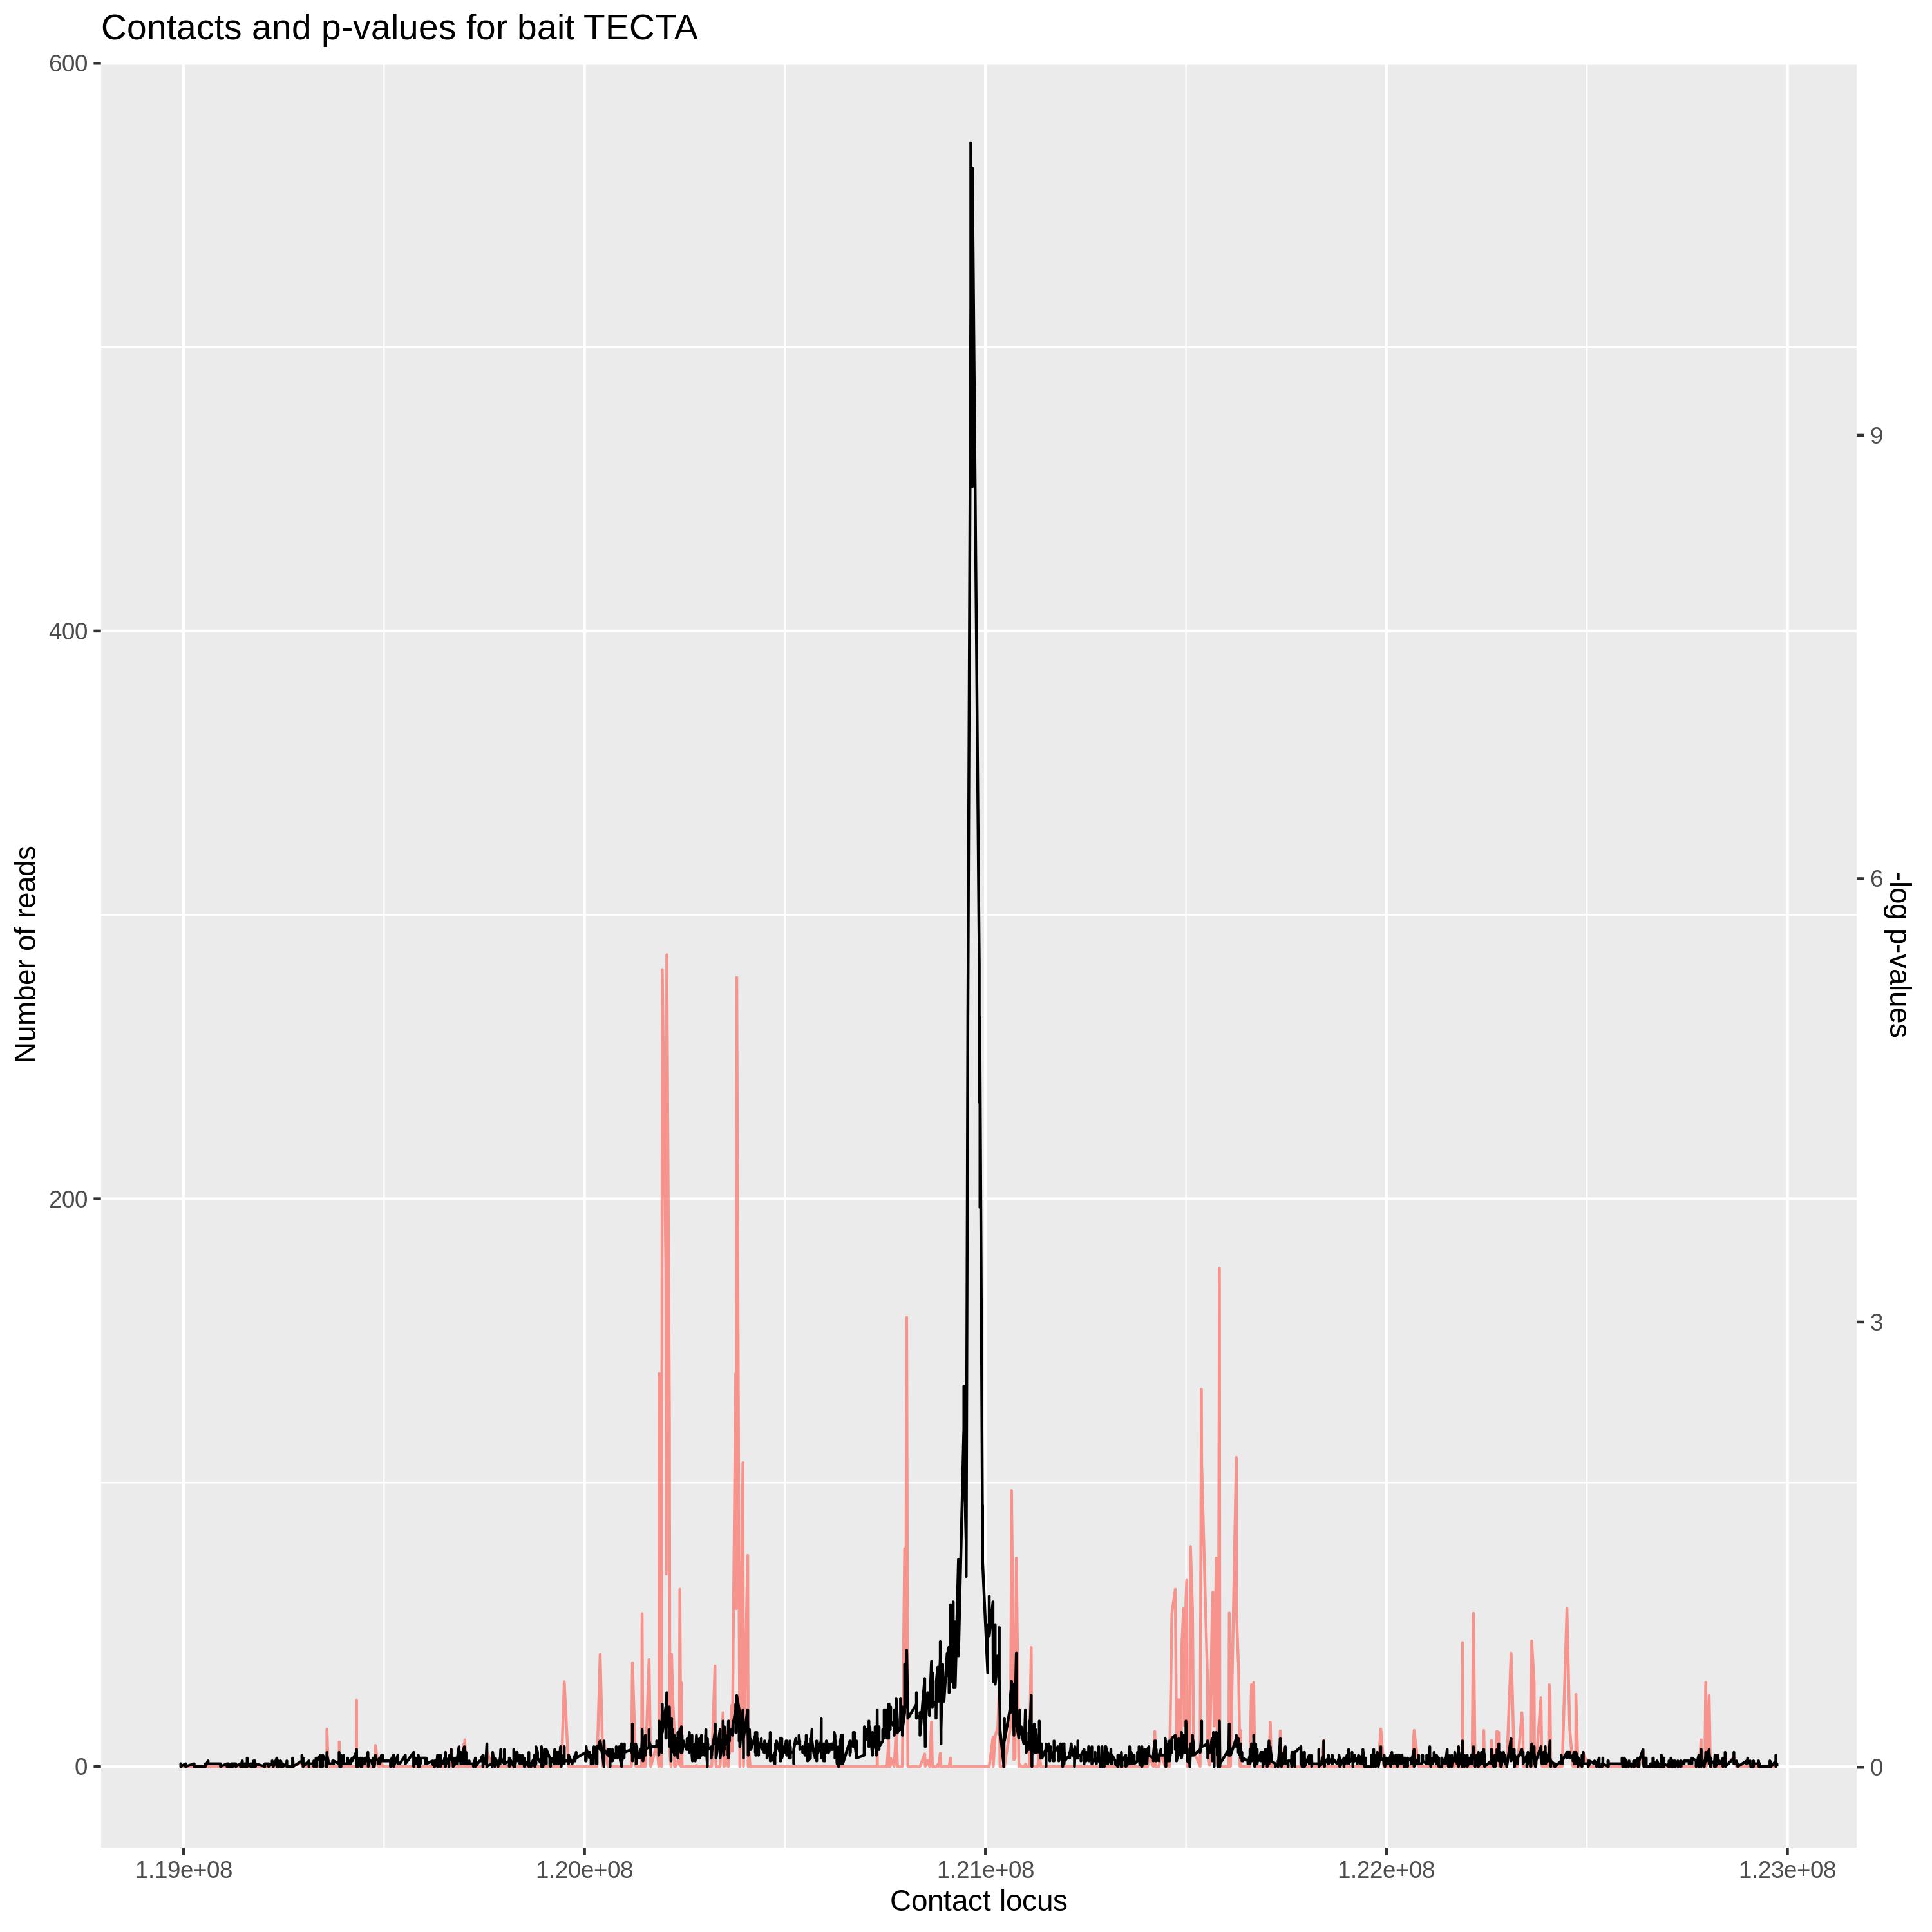 Contacts and p-values for bait TECTA
600
400
200
0
Number of reads
9
6
3
0
-log p-values
1.19e+08
1.20e+08
1.21e+08
1.22e+08
1.23e+08
Contact locus